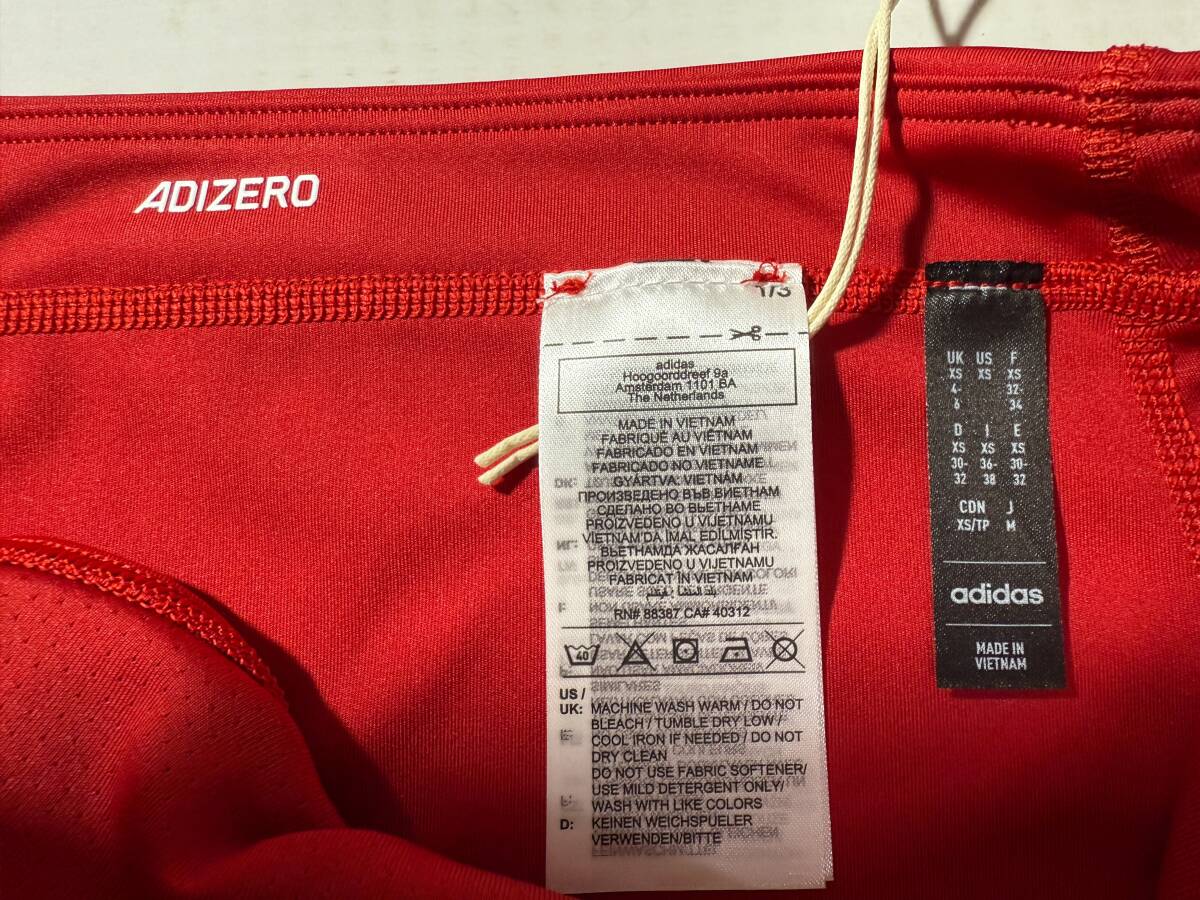 ADIZERO
1/3
adidas
Hoogoorddreef 9a
Amsterdam 1101 BA
The Netherlands
MADE IN VIETNAM
FABRIQUÉ AU VIÊTNAM
FABRICADO EN VIETNAM
FABRICADO NO VIETNAME
GYÁRTVA: VIETNÁM
ПРОИЗВЕДЕНО ВЪВ ВИЕТНАМ
СДЕЛАНО ВО ВЬЕТНАМЕ
PROIZVEDENO U VIJETNAMU
VIETNAM'DA IMAL EDİLMİŞTİR.
ВЬЕТНАМДА ЖАСАЛҒАН
PROIZVEDENO U VIJETNAMU
FABRICAT ÎN VIETNAM
RN# 88387 CA# 40312
40
US /
UK: MACHINE WASH WARM / DO NOT
BLEACH / TUMBLE DRY LOW /
COOL IRON IF NEEDED / DO NOT
DRY CLEAN
DO NOT USE FABRIC SOFTENER/
USE MILD DETERGENT ONLY/
WASH WITH LIKE COLORS
D: KEINEN WEICHSPUELER
VERWENDEN/BITTE
UK US F
XS XS XS
4- 32-
6 34
D I E
XS XS XS
30- 36- 30-
32 38 32
CDN J
XS/TP M
adidas
MADE IN
VIETNAM